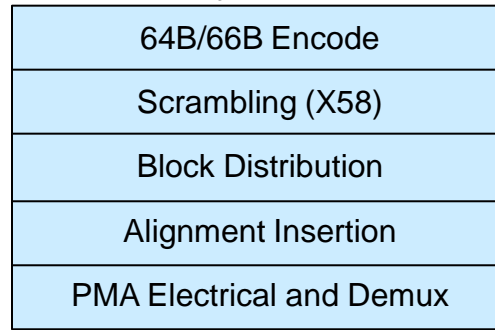 64B/66B Encode
Scrambling (X58)
Block Distribution
Alignment Insertion
PMA Electrical and Demux